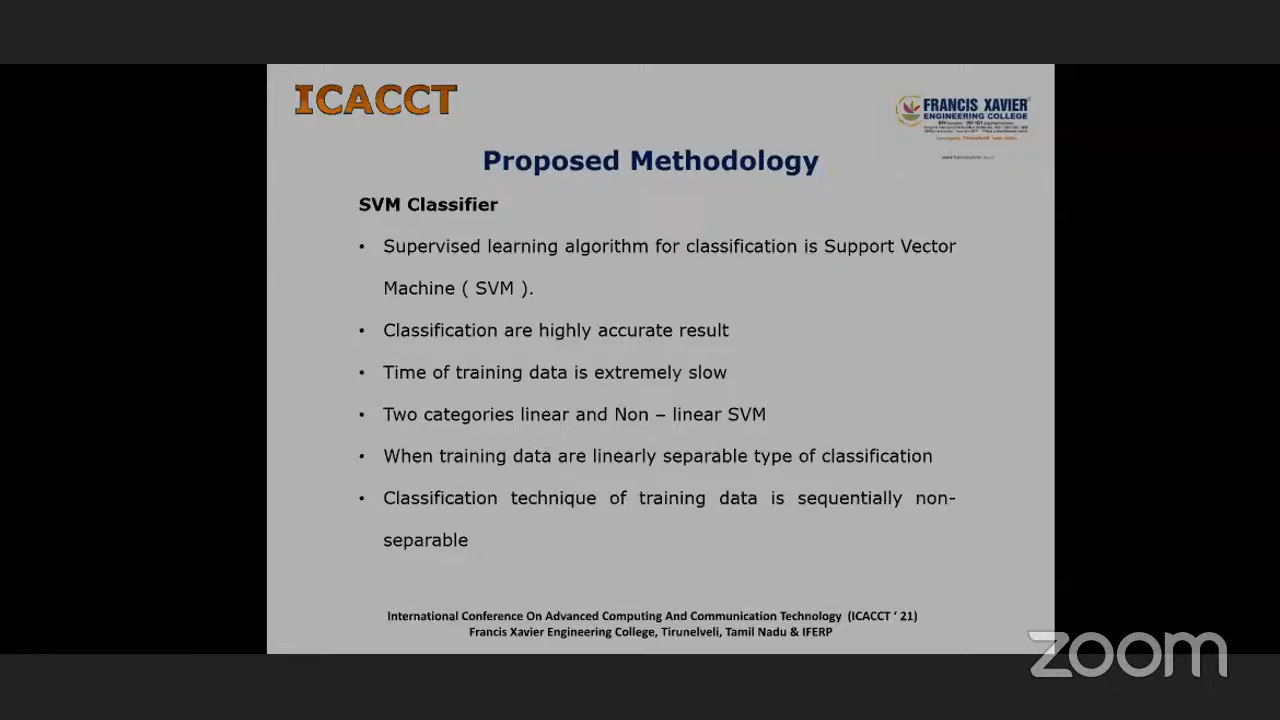 ICACCT
FRANCIS XAVIER
ENGINEERING COLLEGE
Proposed Methodology
SVM Classifier
• Supervised learning algorithm for classification is Support Vector
Machine ( SVM ).
• Classification are highly accurate result
• Time of training data is extremely slow
• Two categories linear and Non – linear SVM
• When training data are linearly separable type of classification
• Classification technique of training data is sequentially non-
separable
International Conference On Advanced Computing And Communication Technology (ICACCT ‘ 21)
Francis Xavier Engineering College, Tirunelveli, Tamil Nadu & IFERP
zoom